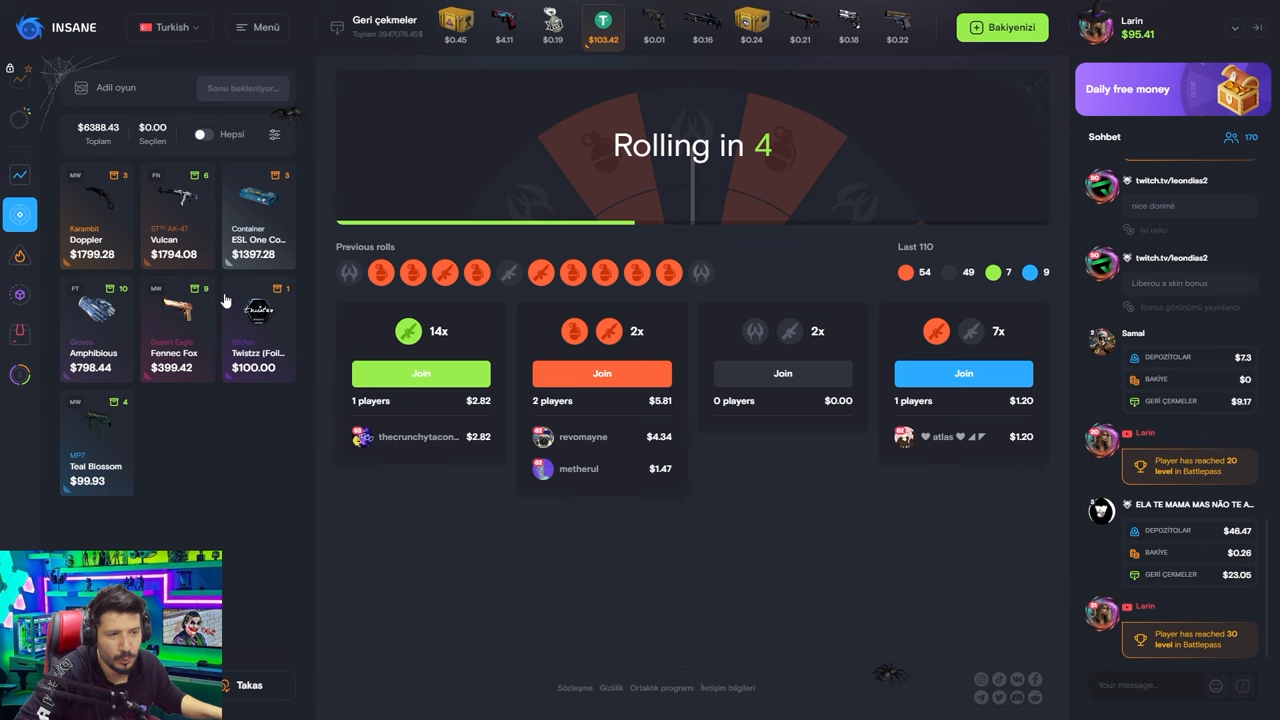 INSANE
Turkish
Menü
Geri çekmeler
Toplam 3947078.45$
$0.45
$4.11
$0.19
$103.42
$0.01
$0.16
$0.24
$0.21
$0.18
$0.22
Bakiyenizi
Larin
$95.41
Adil oyun
Sonu bekleniyor...
$6388.43
Toplam
$0.00
Seçilen
Hepsi
MW
3
Karambit
Doppler
$1799.28
FN
6
ST™ AK-47
Vulcan
$1794.08
3
Container
ESL One Co...
$1397.28
FT
10
Gloves
Amphibious
$798.44
MW
9
Desert Eagle
Fennec Fox
$399.42
1
Sticker
Twistzz (Foil...
$100.00
MW
4
MP7
Teal Blossom
$99.93
Takas
Rolling in 4
Previous rolls
Last 110
54
49
7
9
14x
Join
1 players
$2.82
thecrunchytacon...
$2.82
2x
Join
2 players
$5.81
revomayne
$4.34
metherul
$1.47
2x
Join
0 players
$0.00
7x
Join
1 players
$1.20
atlas
$1.20
Sözleşme
Gizlilik
Ortaklık programı
İletişim bilgileri
Daily free money
Sohbet
170
twitch.tv/leondias2
nice dorimé
iyi uyku
twitch.tv/leondias2
Liberou a skin bonus
Bonus görünümü yayınlandı
Samal
DEPOZİTOLAR
$7.3
BAKİYE
$0
GERİ ÇEKMELER
$9.17
Larin
Player has reached 20
level in Battlepass
ELA TE MAMA MAS NÃO TE A...
DEPOZİTOLAR
$46.47
BAKİYE
$0.26
GERİ ÇEKMELER
$23.05
Larin
Player has reached 30
level in Battlepass
Your message...